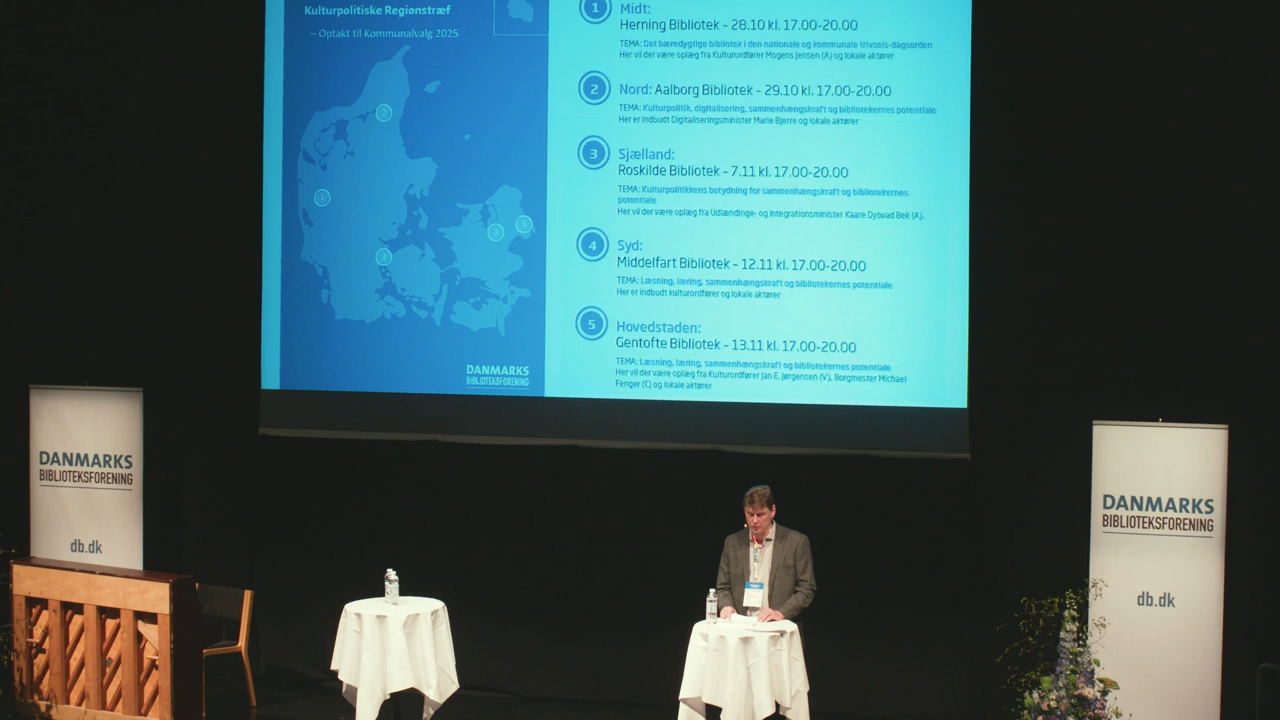 Kulturpolitiske Regionstræf
– Optakt til Kommunalvalg 2025
2
1
3
5
4
DANMARKS
BIBLIOTEKSFORENING
1 Midt:
Herning Bibliotek – 28.10 kl. 17.00-20.00
TEMA: Det bæredygtige bibliotek i den nationale og kommunale trivsels-dagsorden
Her vil der være oplæg fra Kulturordfører Mogens Jensen (A) og lokale aktører
2 Nord: Aalborg Bibliotek – 29.10 kl. 17.00-20.00
TEMA: Kulturpolitik, digitalisering, sammenhængskraft og bibliotekernes potentiale
Her er indbudt Digitaliseringsminister Marie Bjerre og lokale aktører
3 Sjælland:
Roskilde Bibliotek – 7.11 kl. 17.00-20.00
TEMA: Kulturpolitikkens betydning for sammenhængskraft og bibliotekernes
potentiale
Her vil der være oplæg fra Udlændinge- og Integrationsminister Kaare Dybvad Bek (A).
4 Syd:
Middelfart Bibliotek – 12.11 kl. 17.00-20.00
TEMA: Læsning, læring, sammenhængskraft og bibliotekernes potentiale
Her er indbudt kulturordfører og lokale aktører
5 Hovedstaden:
Gentofte Bibliotek – 13.11 kl. 17.00-20.00
TEMA: Læsning, læring, sammenhængskraft og bibliotekernes potentiale
Her vil der være oplæg fra Kulturordfører Jan E. Jørgensen (V), Borgmester Michael
Fenger (C) og lokale aktører
DANMARKS
BIBLIOTEKSFORENING
db.dk
DANMARKS
BIBLIOTEKSFORENING
db.dk